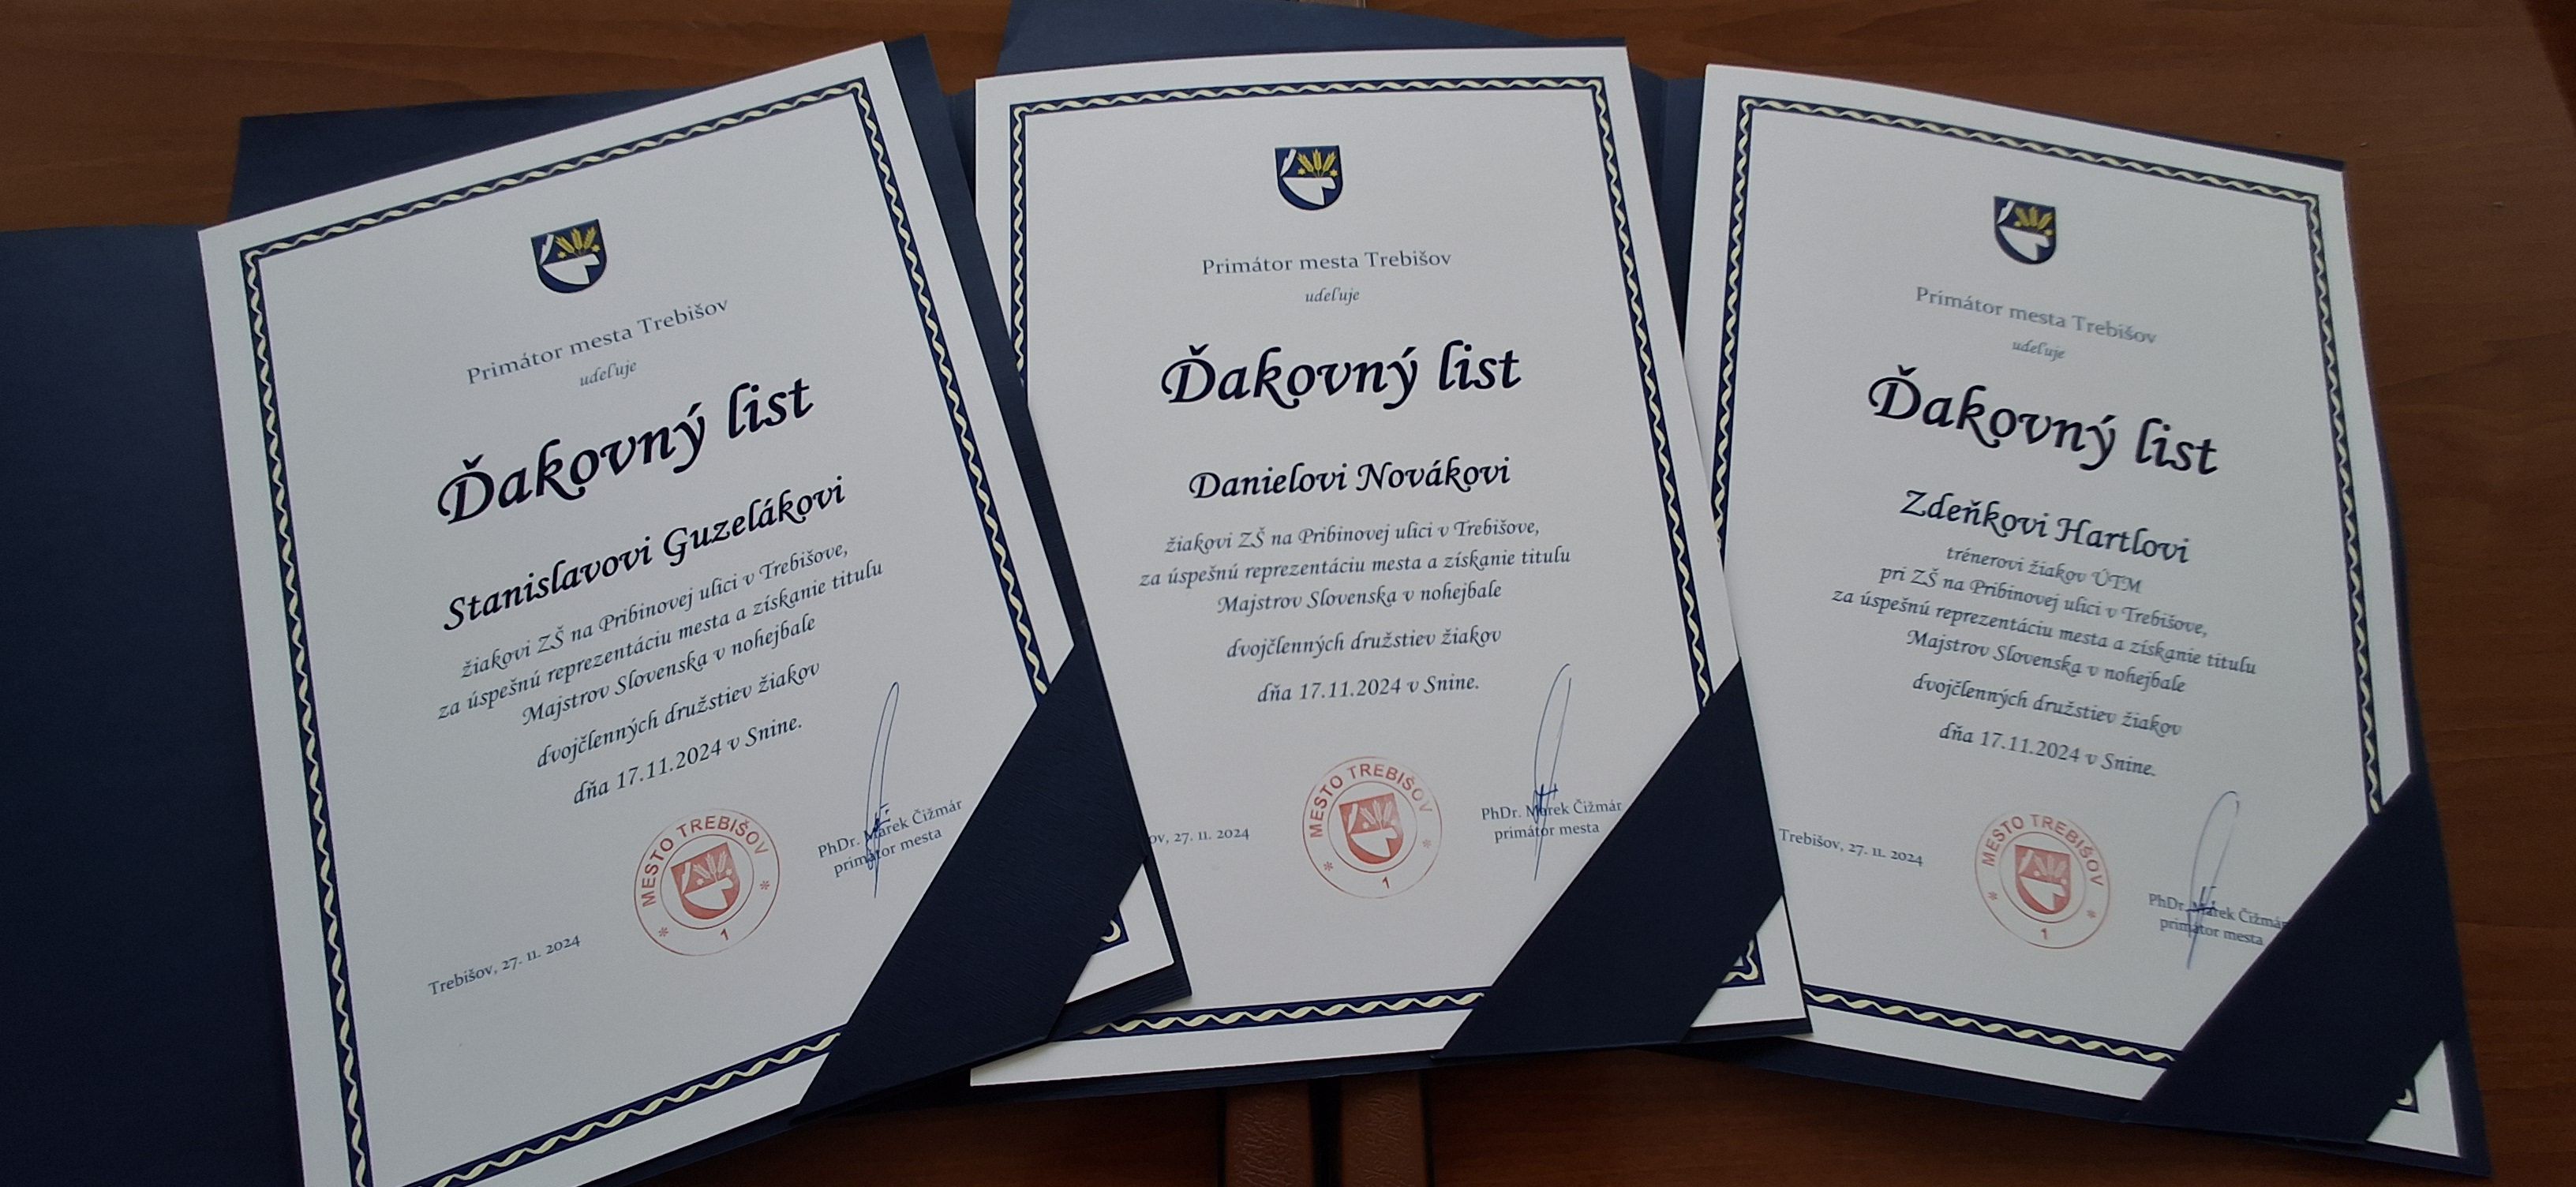 Primátor mesta Trebišov
udeľuje
Ďakovný list
Stanislavovi Guzelákovi
žiakovi ZŠ na Pribinovej ulici v Trebišove,
za úspešnú reprezentáciu mesta a získanie titulu
Majstrov Slovenska v nohejbale
dvojčlenných družstiev žiakov
dňa 17.11.2024 v Snine.
Trebišov, 27. 11. 2024
MESTO TREBIŠOV
1
PhDr. Marek Čižmár
primátor mesta
Primátor mesta Trebišov
udeľuje
Ďakovný list
Danielovi Novákovi
žiakovi ZŠ na Pribinovej ulici v Trebišove,
za úspešnú reprezentáciu mesta a získanie titulu
Majstrov Slovenska v nohejbale
dvojčlenných družstiev žiakov
dňa 17.11.2024 v Snine.
ov, 27. 11. 2024
MESTO TREBIŠOV
1
PhDr. Marek Čižmár
primátor mesta
Primátor mesta Trebišov
udeľuje
Ďakovný list
Zdeňkovi Hartlovi
trénerovi žiakov ÚTM
pri ZŠ na Pribinovej ulici v Trebišove,
za úspešnú reprezentáciu mesta a získanie titulu
Majstrov Slovenska v nohejbale
dvojčlenných družstiev žiakov
dňa 17.11.2024 v Snine.
Trebišov, 27. 11. 2024
MESTO TREBIŠOV
1
PhDr. Marek Čižmár
primátor mesta